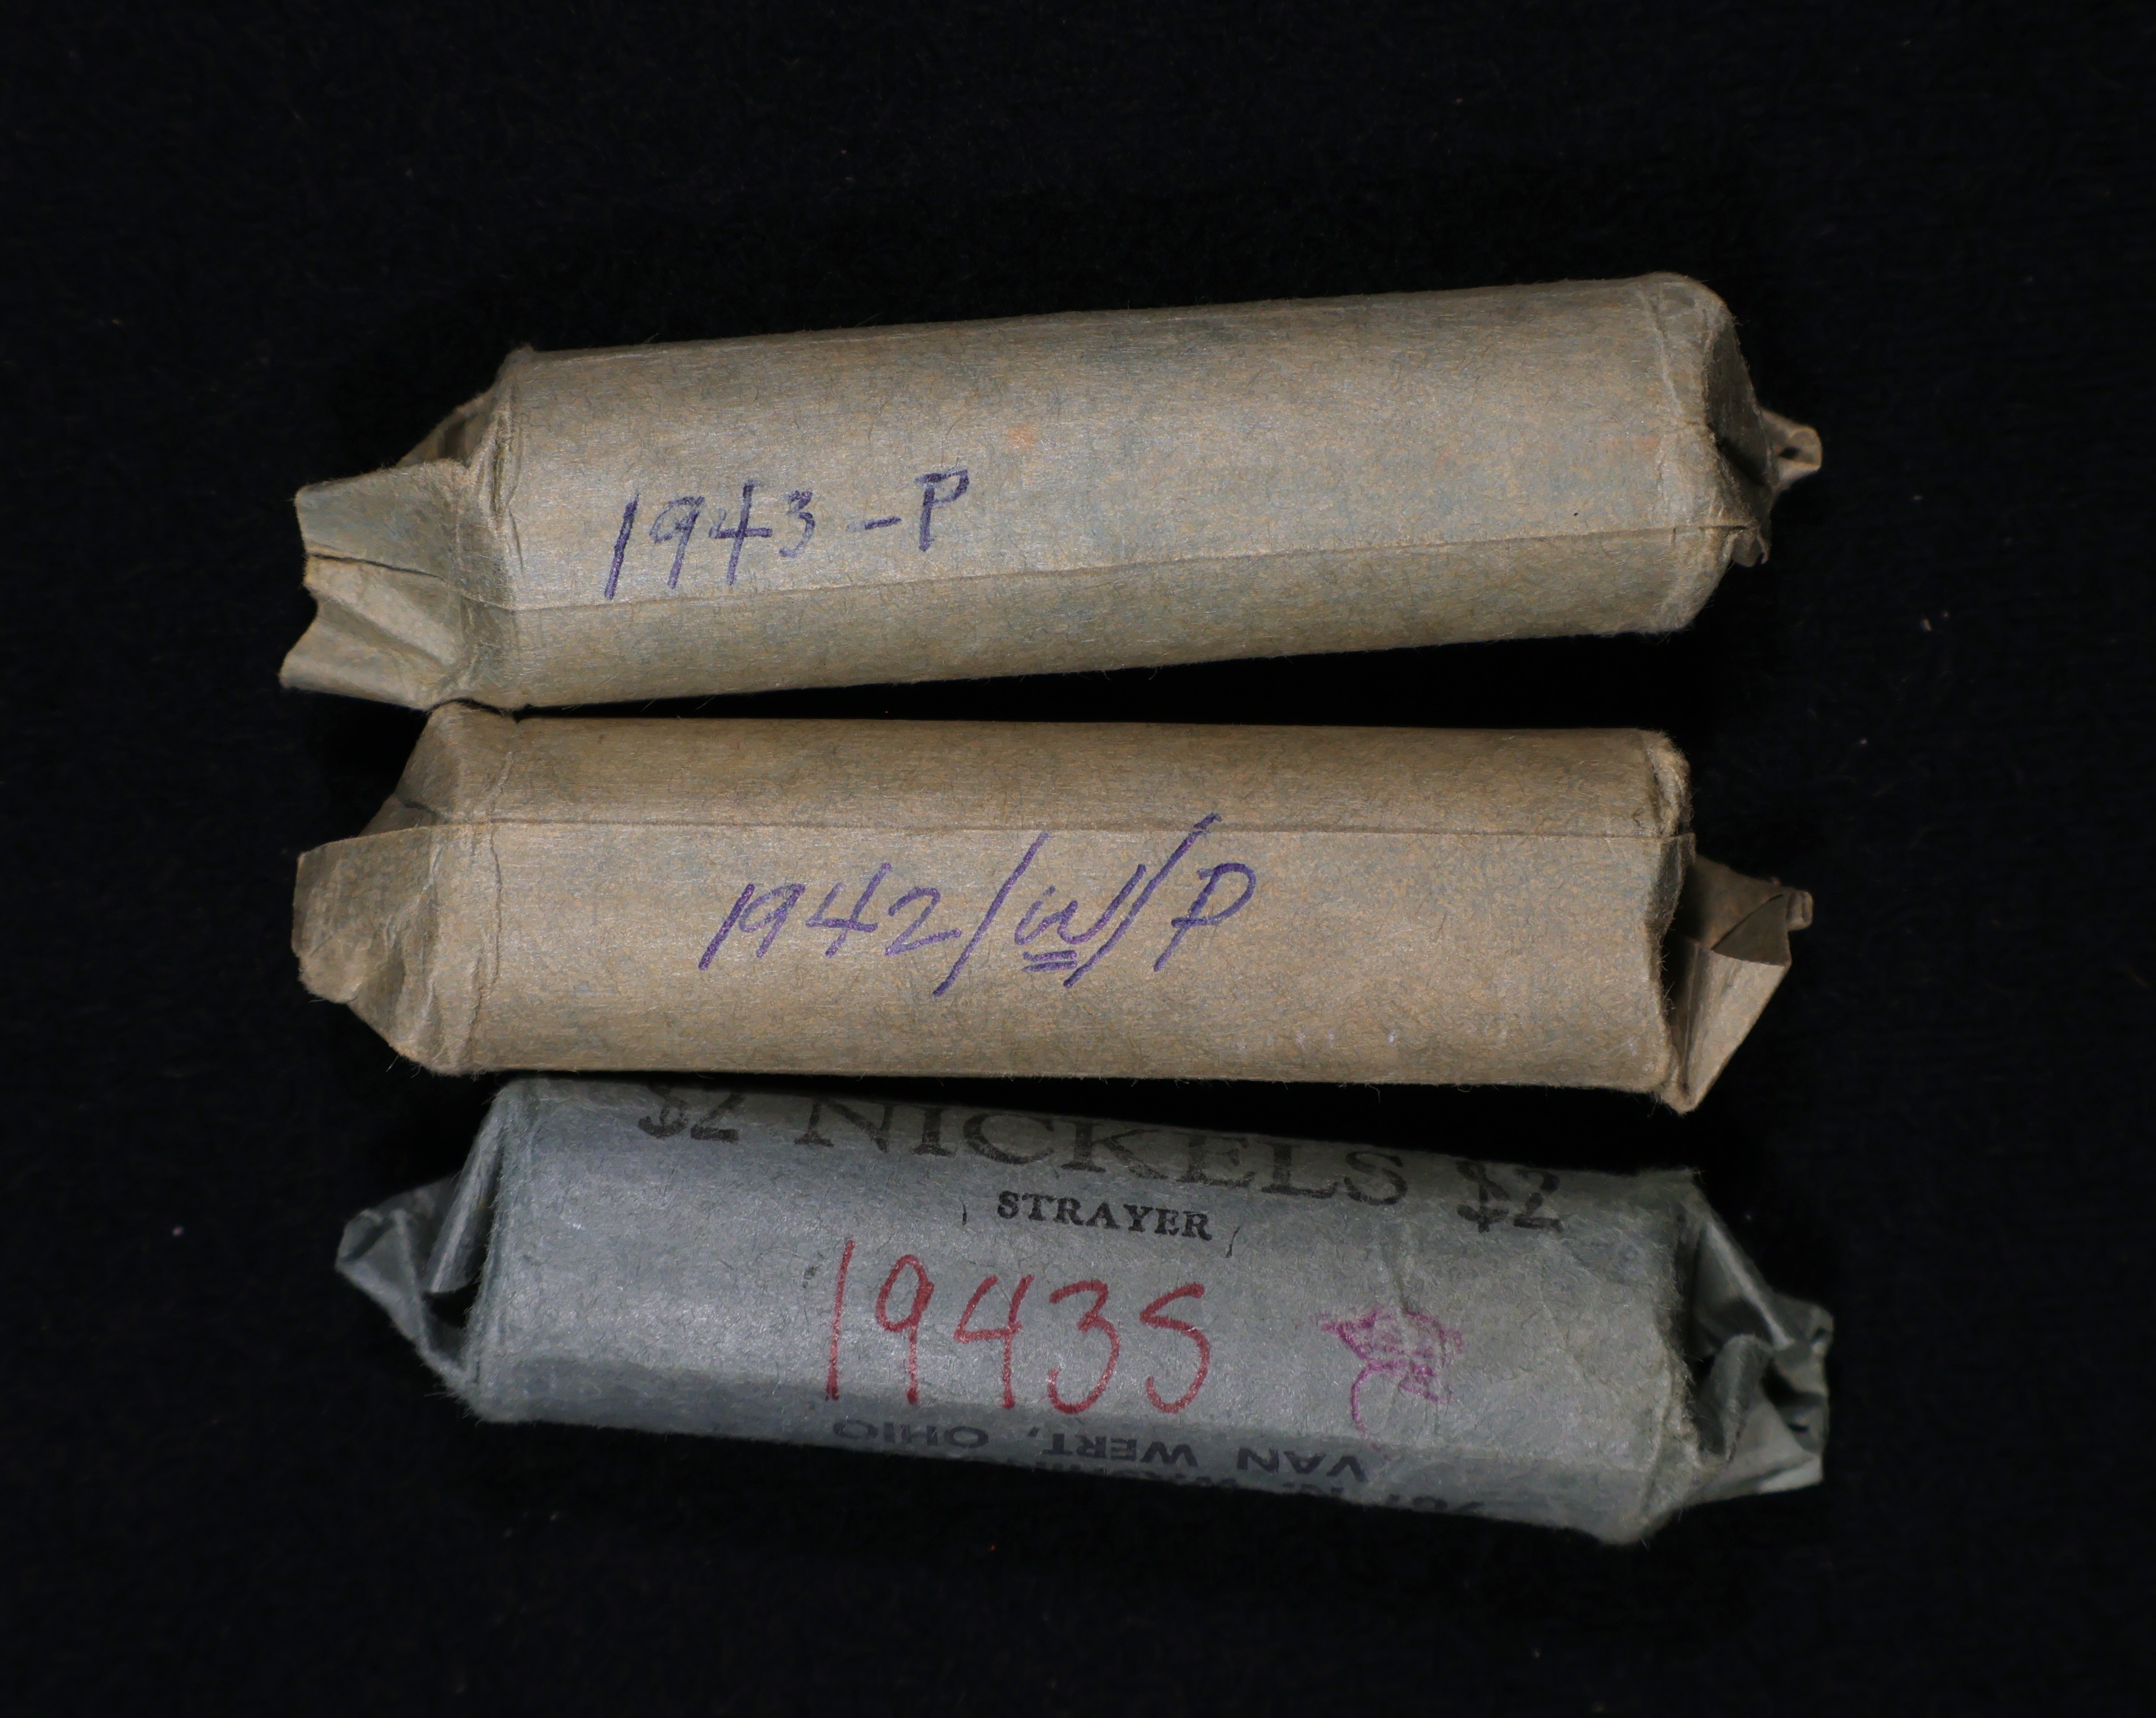 1943-P
1942/w/P
$2 NICKELS $2
STRAYER
1943S
VAN WERT, OHIO